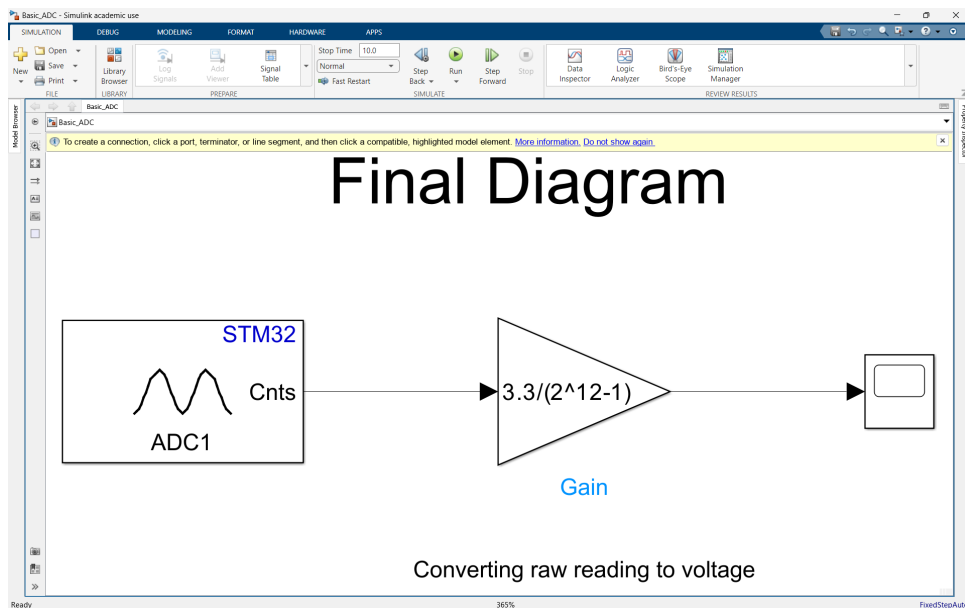 Basic_ADC - Simulink academic use
SIMULATION DEBUG MODELING FORMAT HARDWARE APPS
New
Open
Save
Print
FILE
Library
Browser
LIBRARY
Log
Signals
Add
Viewer
Signal
Table
PREPARE
Stop Time 10.0
Normal
Fast Restart
Step
Back
Run
Step
Forward
Stop
SIMULATE
Data
Inspector
Logic
Analyzer
Bird's-Eye
Scope
Simulation
Manager
REVIEW RESULTS
Model Browser
Basic_ADC
Basic_ADC
Property Inspector
To create a connection, click a port, terminator, or line segment, and then click a compatible, highlighted model element. More information. Do not show again.
Final Diagram
STM32
Cnts
ADC1
3.3/(2^12-1)
Gain
Converting raw reading to voltage
Ready 365% FixedStepAuto